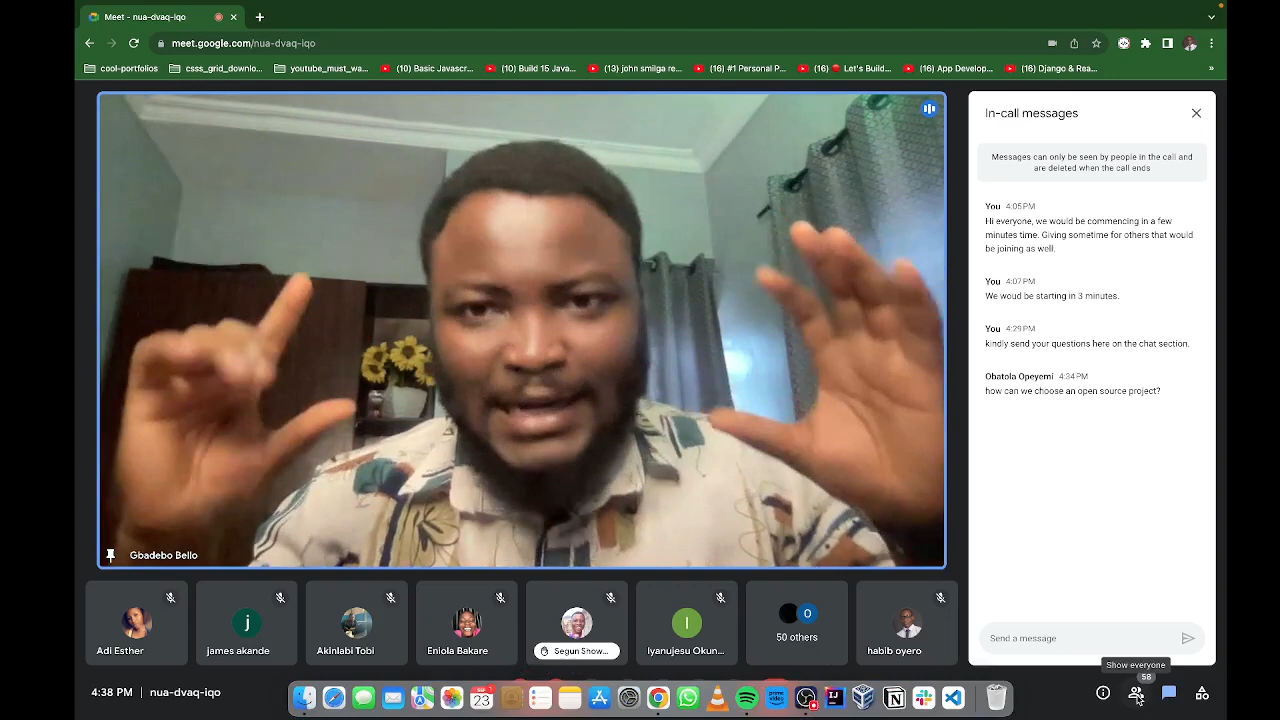 Meet - nua-dvaq-iqo
meet.google.com/nua-dvaq-iqo
cool-portfolios
csss_grid_downlo...
youtube_must_wa...
(10) Basic Javascr...
(10) Build 15 Java...
(13) john smilga re...
(16) #1 Personal P...
(16) 🔴 Let's Build...
(16) App Develop...
(16) Django & Rea...
»
In-call messages
Messages can only be seen by people in the call and
are deleted when the call ends
You 4:05 PM
Hi everyone, we would be commencing in a few
minutes time. Giving sometime for others that would
be joining as well.
You 4:07 PM
We woud be starting in 3 minutes.
You 4:29 PM
kindly send your questions here on the chat section.
Obatola Opeyemi 4:34 PM
how can we choose an open source project?
Gbadebo Bello
Adi Esther
j
james akande
Akinlabi Tobi
Eniola Bakare
Segun Show...
I
Iyanujesu Okun...
O
50 others
habib oyero
Send a message
Show everyone
58
4:38 PM
nua-dvaq-iqo
23
prime video